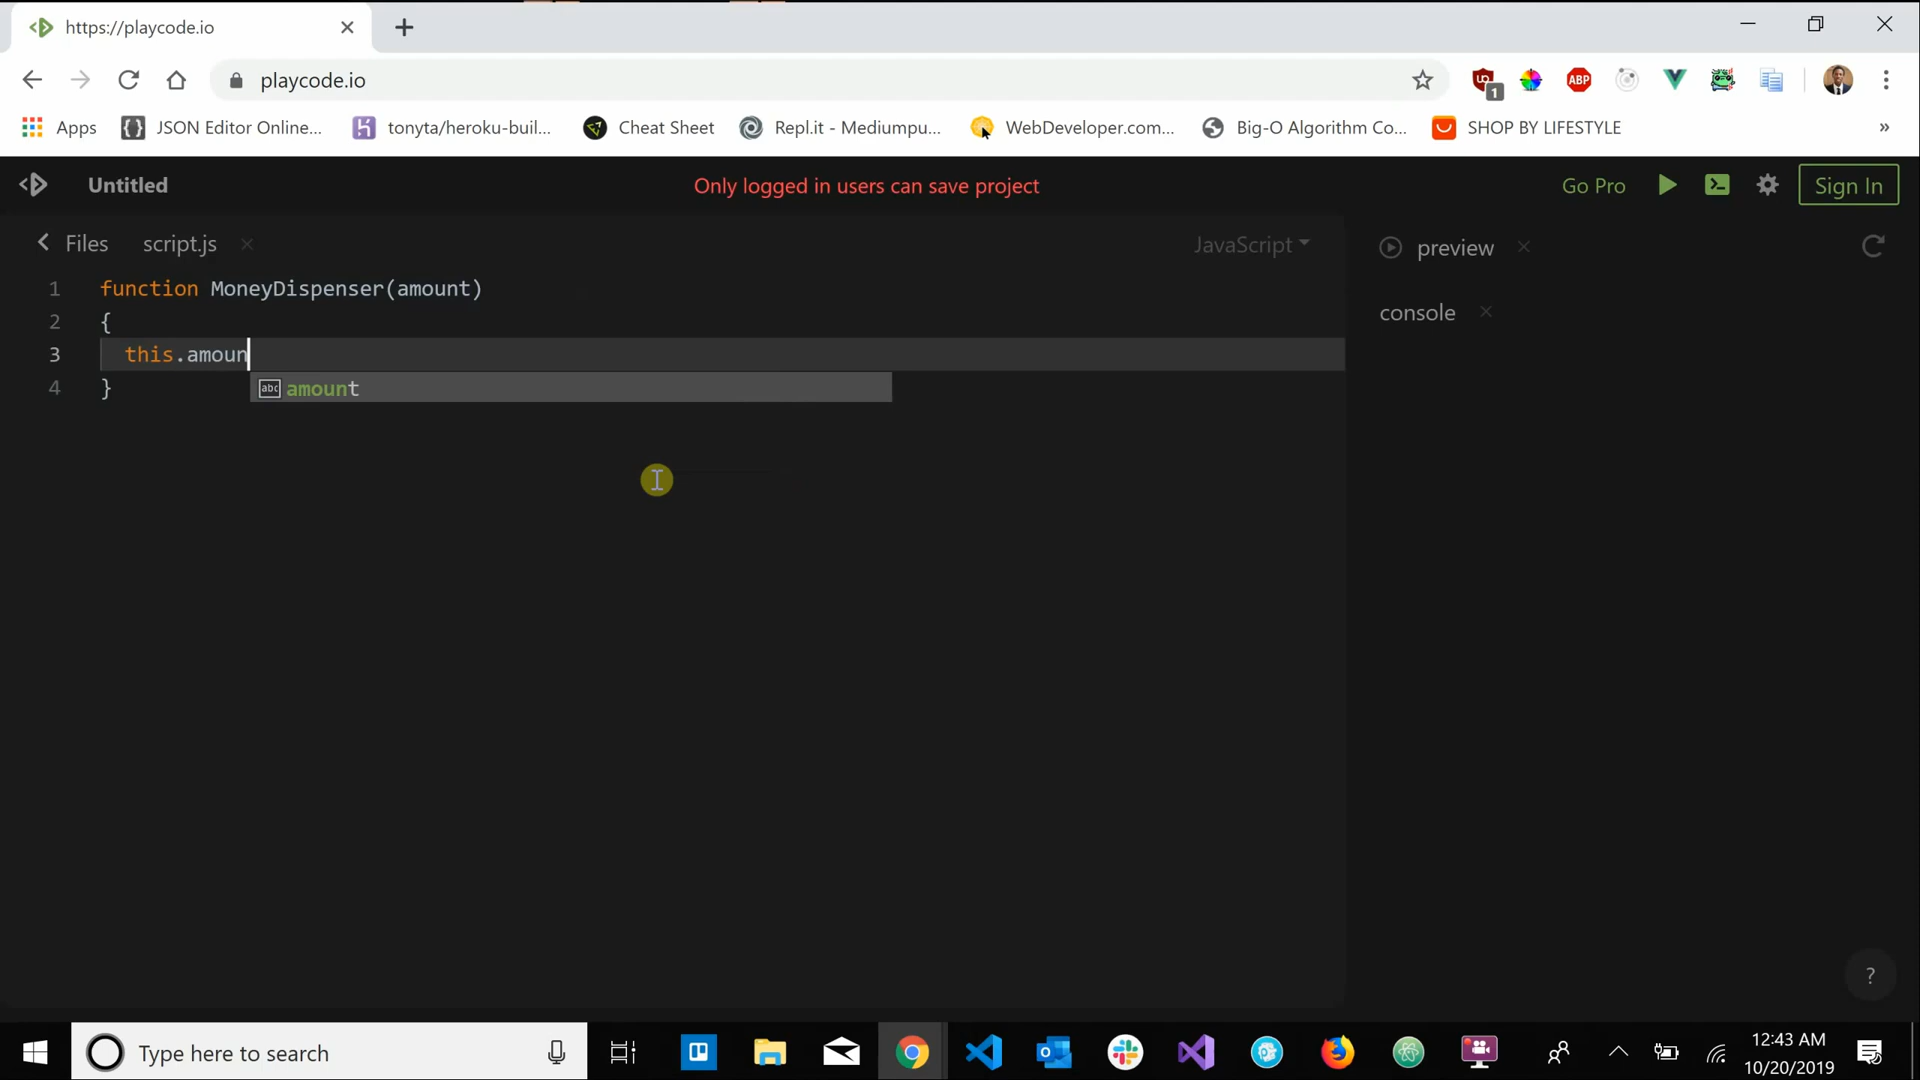 https://playcode.io
playcode.io
ABP
1
Apps
JSON Editor Online...
tonyta/heroku-buil...
Cheat Sheet
Repl.it - Mediumpu...
WebDeveloper.com...
Big-O Algorithm Co...
SHOP BY LIFESTYLE
»
Untitled
Only logged in users can save project
Go Pro
Sign In
Files
script.js
JavaScript
preview
console
1 function MoneyDispenser(amount)
2 {
3 this.amoun
4 }
abc amount
?
Type here to search
12:43 AM
10/20/2019